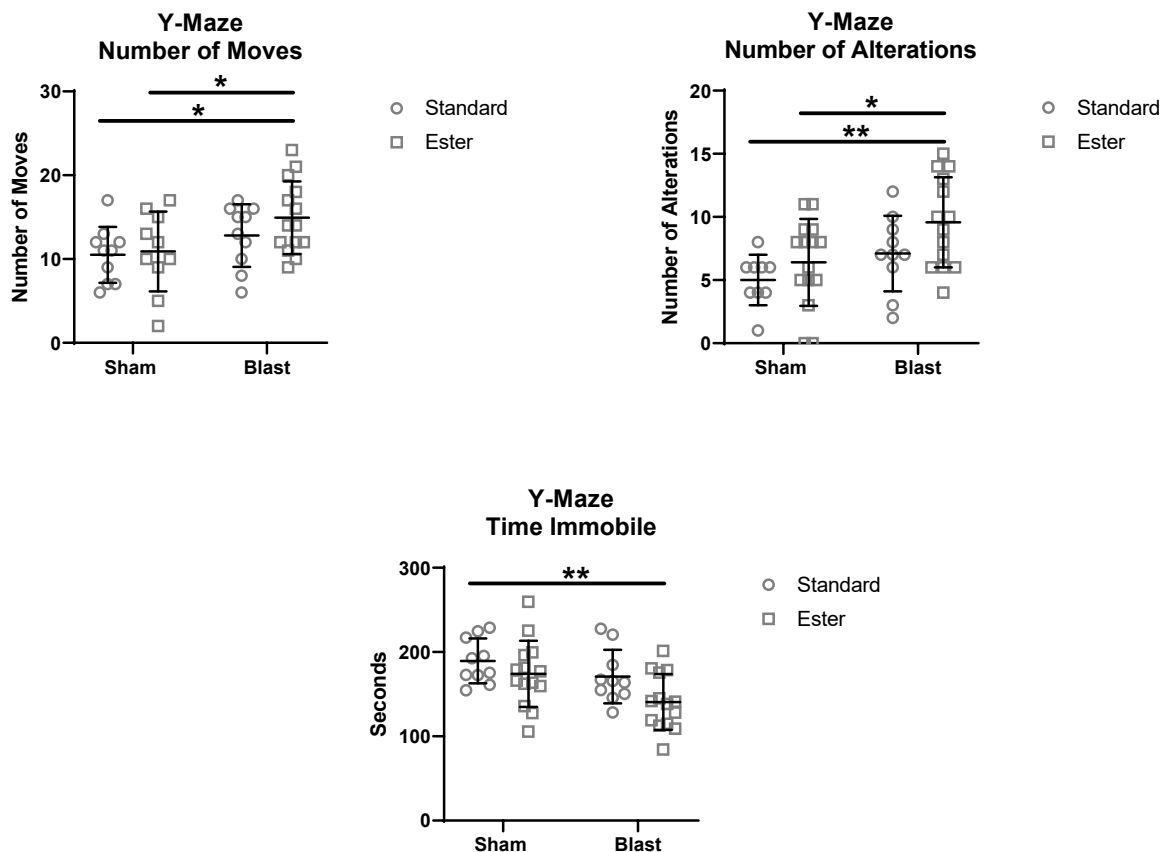 Y-Maze
Number of Moves
Number of Moves
30
20
10
0
*
*
Sham
Blast
Standard
Ester
Y-Maze
Number of Alterations
Number of Alterations
20
15
10
5
0
*
**
Sham
Blast
Standard
Ester
Y-Maze
Time Immobile
Seconds
300
200
100
0
**
Sham
Blast
Standard
Ester